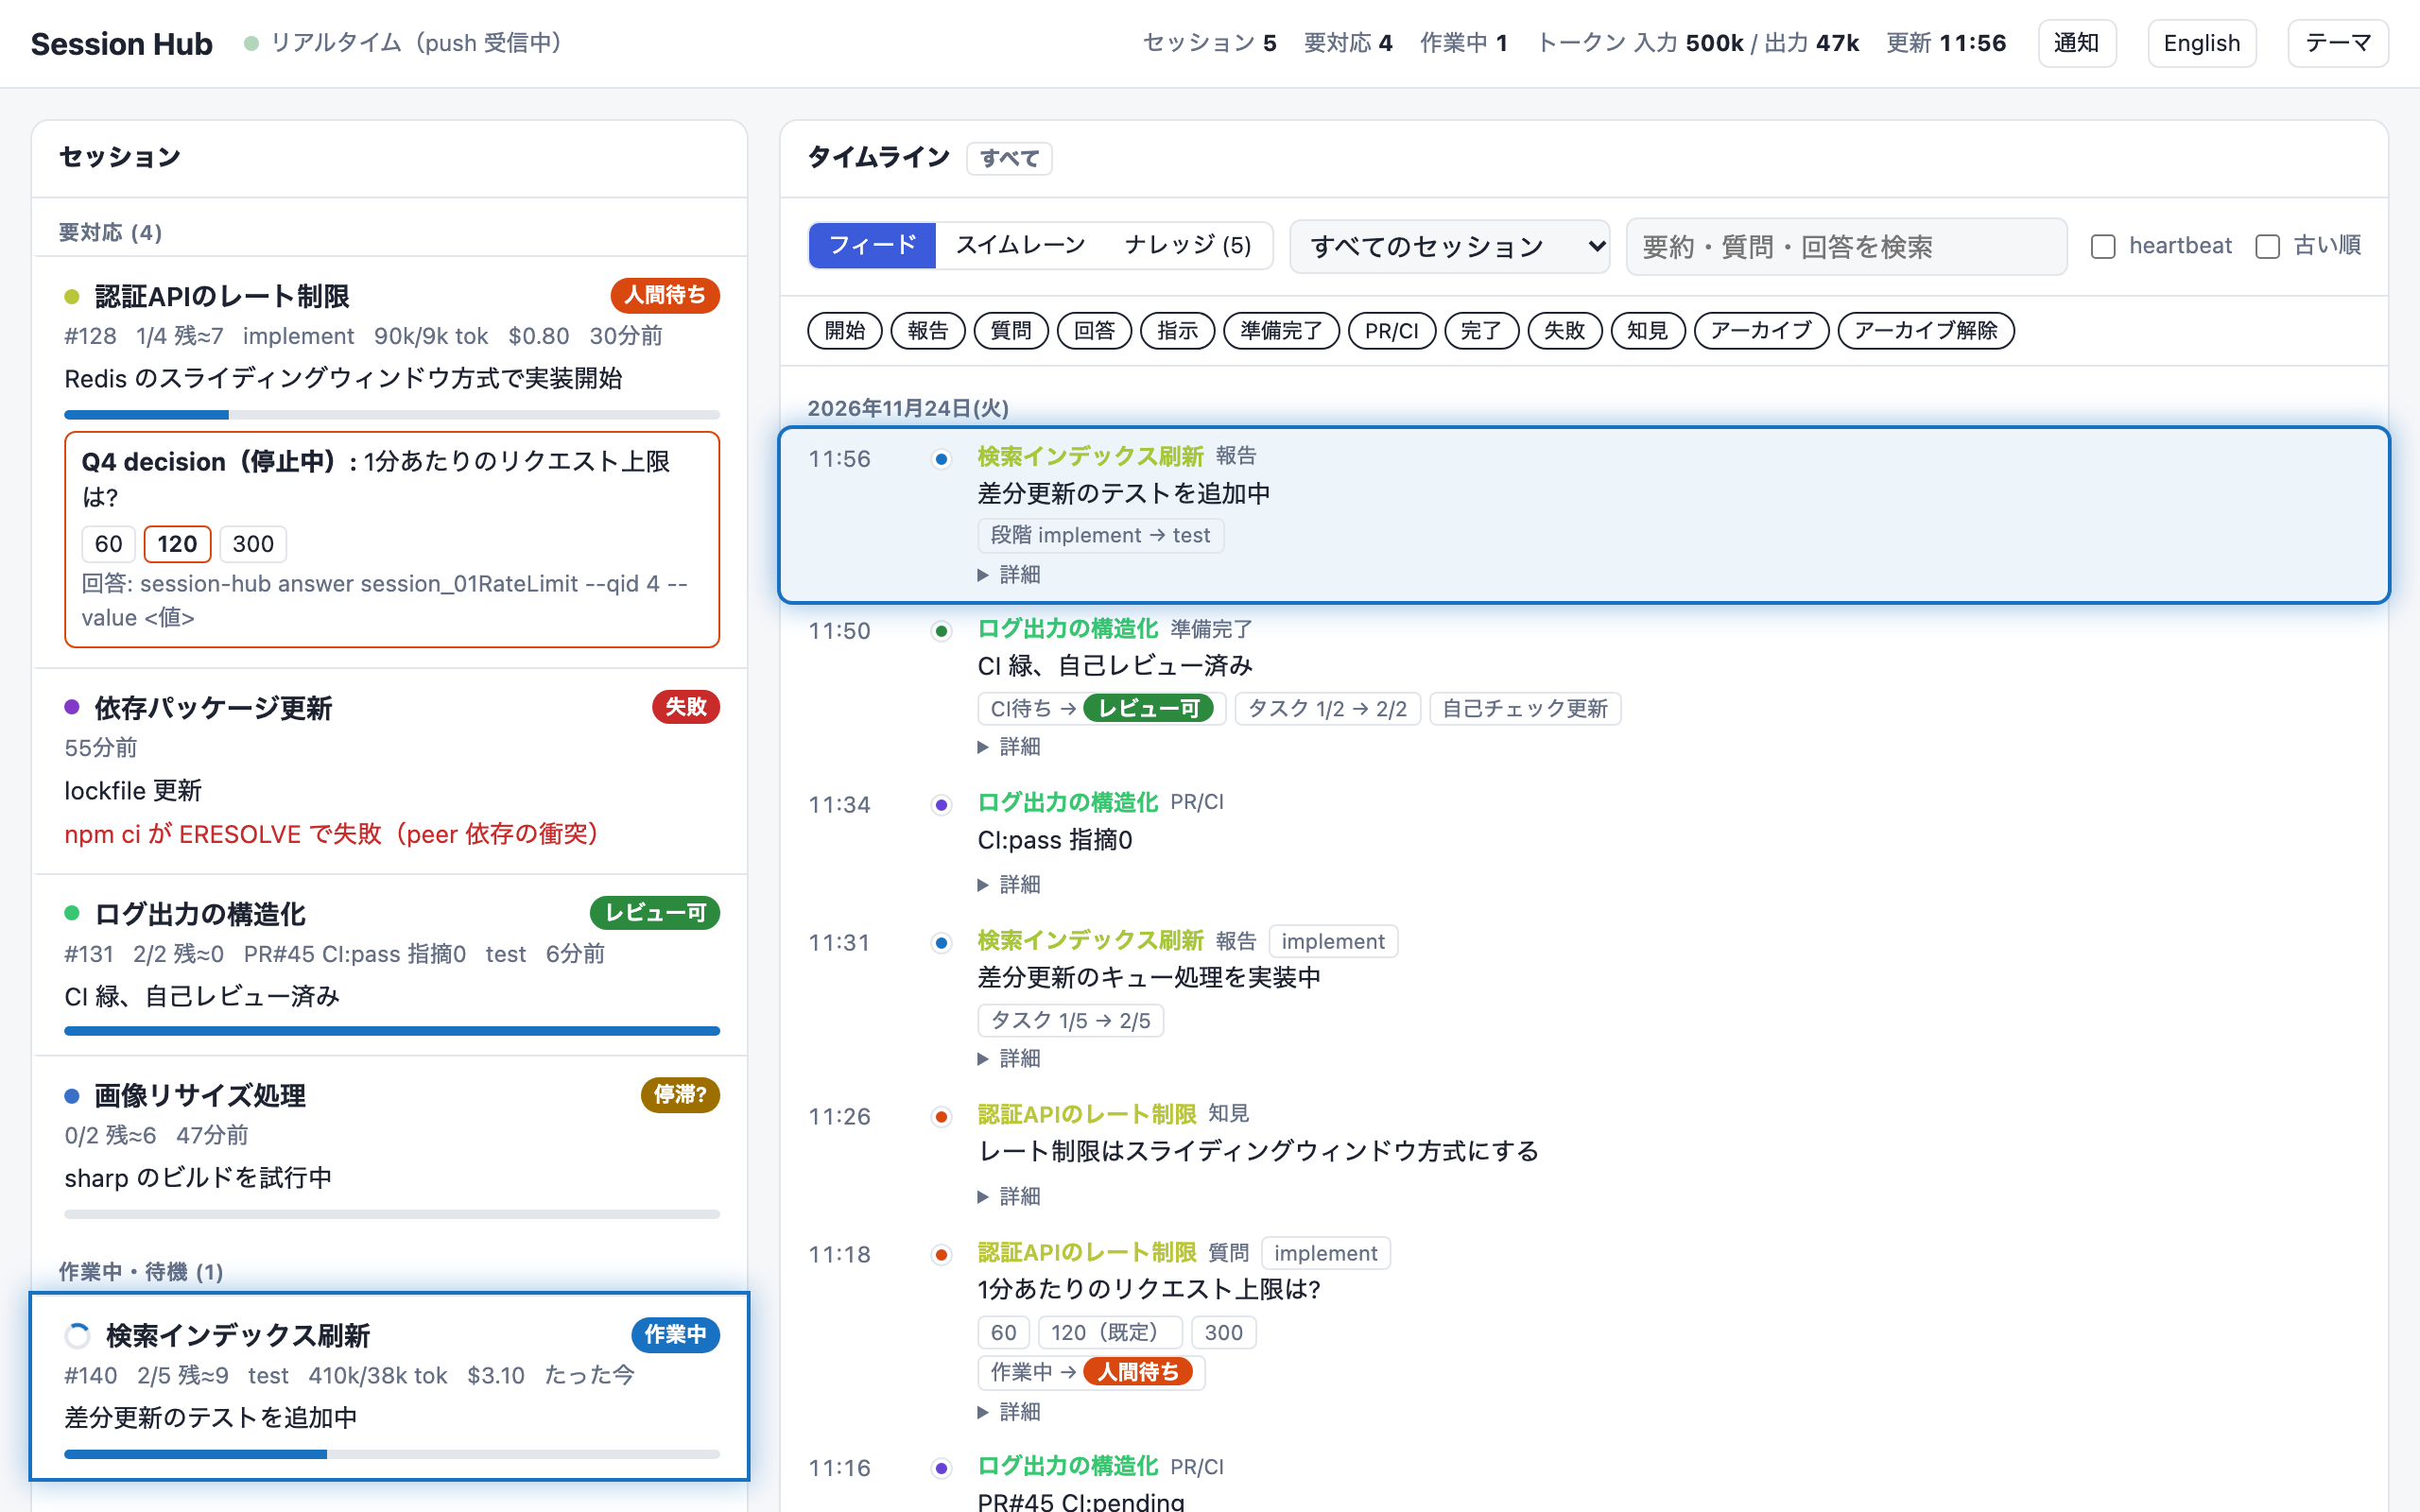 Session Hub
リアルタイム（push 受信中）
セッション 5 要対応 4 作業中 1 トークン 入力 500k / 出力 47k 更新 11:56
通知
English
テーマ
セッション
要対応 (4)
認証APIのレート制限 人間待ち
#128 1/4 残≈7 implement 90k/9k tok $0.80 30分前
Redis のスライディングウィンドウ方式で実装開始
Q4 decision（停止中）: 1分あたりのリクエスト上限
は?
60 120 300
回答: session-hub answer session_01RateLimit --qid 4 --
value <値>
依存パッケージ更新 失敗
55分前
lockfile 更新
npm ci が ERESOLVE で失敗（peer 依存の衝突）
ログ出力の構造化 レビュー可
#131 2/2 残≈0 PR#45 CI:pass 指摘0 test 6分前
CI 緑、自己レビュー済み
画像リサイズ処理 停滞?
0/2 残≈6 47分前
sharp のビルドを試行中
作業中・待機 (1)
検索インデックス刷新 作業中
#140 2/5 残≈9 test 410k/38k tok $3.10 たった今
差分更新のテストを追加中
タイムライン すべて
フィード スイムレーン ナレッジ (5) すべてのセッション 要約・質問・回答を検索 heartbeat 古い順
開始 報告 質問 回答 指示 準備完了 PR/CI 完了 失敗 知見 アーカイブ アーカイブ解除
2026年11月24日(火)
11:56 検索インデックス刷新 報告
差分更新のテストを追加中
段階 implement → test
▶ 詳細
11:50 ログ出力の構造化 準備完了
CI 緑、自己レビュー済み
CI待ち → レビュー可 タスク 1/2 → 2/2 自己チェック更新
▶ 詳細
11:34 ログ出力の構造化 PR/CI
CI:pass 指摘0
▶ 詳細
11:31 検索インデックス刷新 報告 implement
差分更新のキュー処理を実装中
タスク 1/5 → 2/5
▶ 詳細
11:26 認証APIのレート制限 知見
レート制限はスライディングウィンドウ方式にする
▶ 詳細
11:18 認証APIのレート制限 質問 implement
1分あたりのリクエスト上限は?
60 120（既定） 300
作業中 → 人間待ち
▶ 詳細
11:16 ログ出力の構造化 PR/CI
PR#45 CI:pending